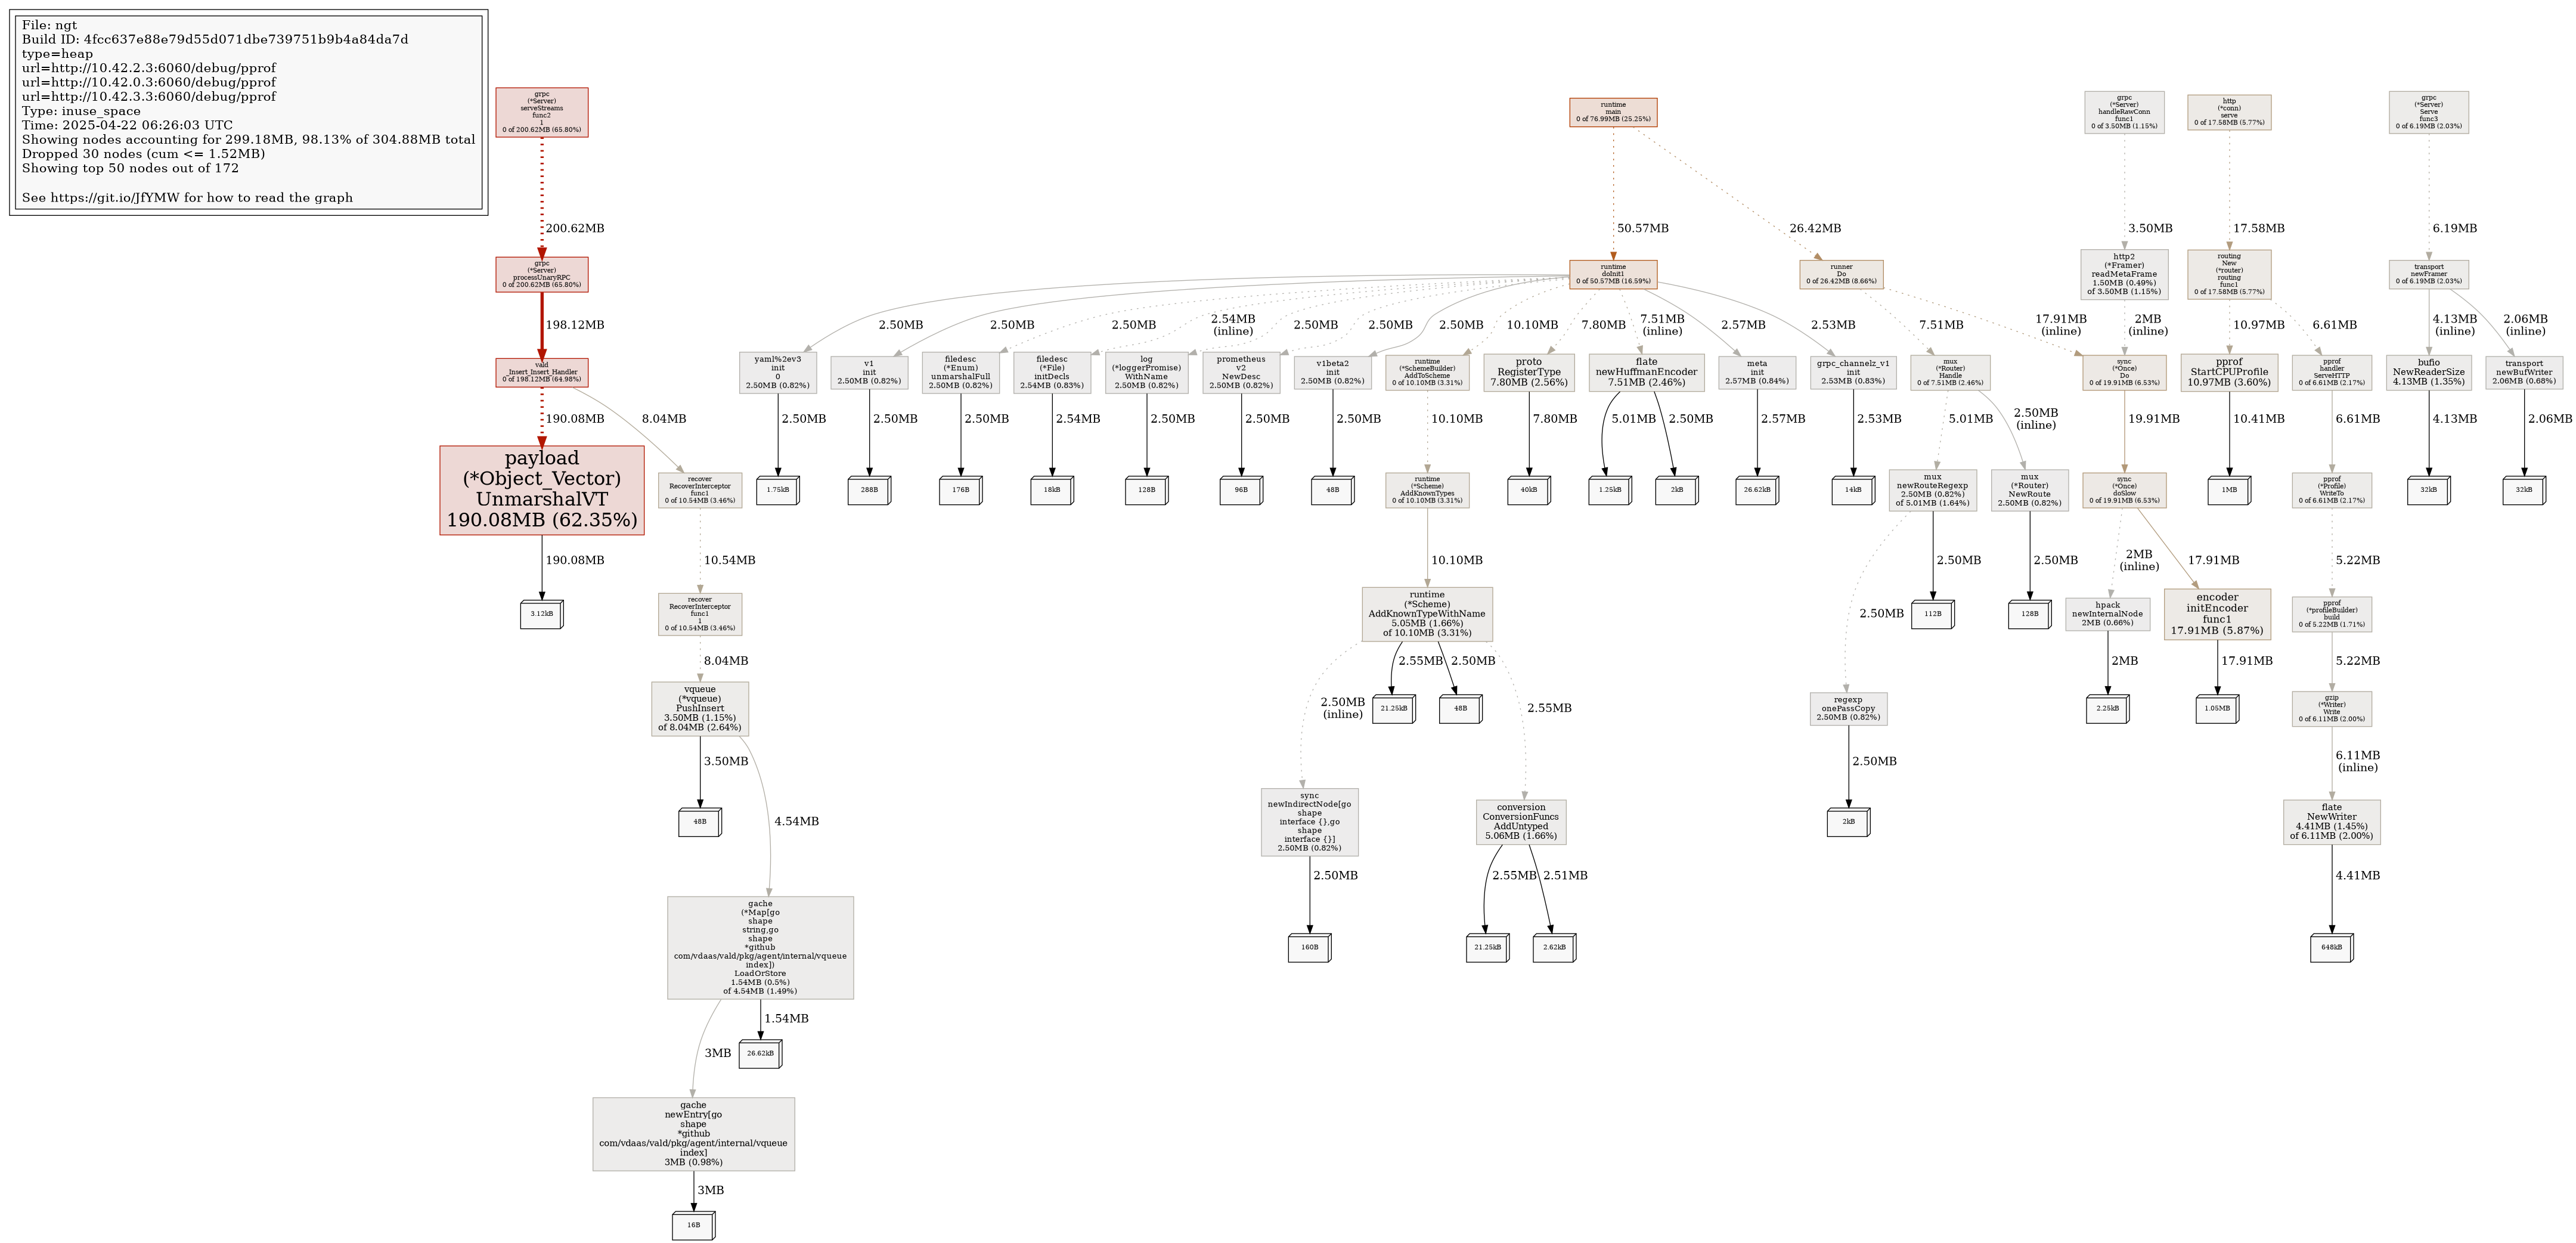 File: ngt
Build ID: 4fcc637e88e79d55d071dbe739751b9b4a84da7d
type=heap
url=http://10.42.2.3:6060/debug/pprof
url=http://10.42.0.3:6060/debug/pprof
url=http://10.42.3.3:6060/debug/pprof
Type: inuse_space
Time: 2025-04-22 06:26:03 UTC
Showing nodes accounting for 299.18MB, 98.13% of 304.88MB total
Dropped 30 nodes (cum <= 1.52MB)
Showing top 50 nodes out of 172
See https://git.io/JfYMW for how to read the graph
grpc
(*Server)
serveStreams
func2
1
0 of 200.62MB (65.80%)
runtime
main
0 of 76.99MB (25.25%)
grpc
(*Server)
handleRawConn
func1
0 of 3.50MB (1.15%)
http
(*conn)
serve
0 of 17.58MB (5.77%)
grpc
(*Server)
Serve
func3
0 of 6.19MB (2.03%)
200.62MB
50.57MB
26.42MB
3.50MB
17.58MB
6.19MB
grpc
(*Server)
processUnaryRPC
0 of 200.62MB (65.80%)
runtime
doInit1
0 of 50.57MB (16.59%)
runner
Do
0 of 26.42MB (8.66%)
http2
(*Framer)
readMetaFrame
1.50MB (0.49%)
of 3.50MB (1.15%)
routing
New
(*router)
routing
func1
0 of 17.58MB (5.77%)
transport
newFramer
0 of 6.19MB (2.03%)
198.12MB
2.50MB
2.50MB
2.50MB
2.54MB
(inline)
2.50MB
2.50MB
2.50MB
10.10MB
7.80MB
7.51MB
(inline)
2.57MB
2.53MB
7.51MB
17.91MB
(inline)
2MB
(inline)
10.97MB
6.61MB
4.13MB
(inline)
2.06MB
(inline)
vald
_Insert_Insert_Handler
0 of 198.12MB (64.98%)
yaml%2ev3
init
0
2.50MB (0.82%)
v1
init
2.50MB (0.82%)
filedesc
(*Enum)
unmarshalFull
2.50MB (0.82%)
filedesc
(*File)
initDecls
2.54MB (0.83%)
log
(*loggerPromise)
WithName
2.50MB (0.82%)
prometheus
v2
NewDesc
2.50MB (0.82%)
v1beta2
init
2.50MB (0.82%)
runtime
(*SchemeBuilder)
AddToScheme
0 of 10.10MB (3.31%)
proto
RegisterType
7.80MB (2.56%)
flate
newHuffmanEncoder
7.51MB (2.46%)
meta
init
2.57MB (0.84%)
grpc_channelz_v1
init
2.53MB (0.83%)
mux
(*Router)
Handle
0 of 7.51MB (2.46%)
sync
(*Once)
Do
0 of 19.91MB (6.53%)
pprof
StartCPUProfile
10.97MB (3.60%)
pprof
handler
ServeHTTP
0 of 6.61MB (2.17%)
bufio
NewReaderSize
4.13MB (1.35%)
transport
newBufWriter
2.06MB (0.68%)
190.08MB
8.04MB
2.50MB
2.50MB
2.50MB
2.54MB
2.50MB
2.50MB
2.50MB
10.10MB
7.80MB
5.01MB
2.50MB
2.57MB
2.53MB
5.01MB
2.50MB
(inline)
19.91MB
10.41MB
6.61MB
4.13MB
2.06MB
payload
(*Object_Vector)
UnmarshalVT
190.08MB (62.35%)
recover
RecoverInterceptor
func1
0 of 10.54MB (3.46%)
1.75kB
288B
176B
18kB
128B
96B
48B
runtime
(*Scheme)
AddKnownTypes
0 of 10.10MB (3.31%)
40kB
1.25kB
2kB
26.62kB
14kB
mux
newRouteRegexp
2.50MB (0.82%)
of 5.01MB (1.64%)
mux
(*Router)
NewRoute
2.50MB (0.82%)
sync
(*Once)
doSlow
0 of 19.91MB (6.53%)
1MB
pprof
(*Profile)
WriteTo
0 of 6.61MB (2.17%)
32kB
32kB
190.08MB
10.54MB
10.10MB
2.50MB
2.50MB
2.50MB
2MB
(inline)
17.91MB
5.22MB
3.12kB
recover
RecoverInterceptor
func1
1
0 of 10.54MB (3.46%)
runtime
(*Scheme)
AddKnownTypeWithName
5.05MB (1.66%)
of 10.10MB (3.31%)
112B
128B
hpack
newInternalNode
2MB (0.66%)
encoder
initEncoder
func1
17.91MB (5.87%)
pprof
(*profileBuilder)
build
0 of 5.22MB (1.71%)
8.04MB
2.50MB
(inline)
2.55MB
2.50MB
2.55MB
2MB
17.91MB
5.22MB
vqueue
(*vqueue)
PushInsert
3.50MB (1.15%)
of 8.04MB (2.64%)
21.25kB
48B
regexp
onePassCopy
2.50MB (0.82%)
2.25kB
1.05MB
gzip
(*Writer)
Write
0 of 6.11MB (2.00%)
3.50MB
4.54MB
2.50MB
6.11MB
(inline)
48B
sync
newIndirectNode[go
shape
interface {},go
shape
interface {}]
2.50MB (0.82%)
conversion
ConversionFuncs
AddUntyped
5.06MB (1.66%)
2kB
flate
NewWriter
4.41MB (1.45%)
of 6.11MB (2.00%)
2.50MB
2.55MB
2.51MB
4.41MB
gache
(*Map[go
shape
string,go
shape
*github
com/vdaas/vald/pkg/agent/internal/vqueue
index])
LoadOrStore
1.54MB (0.5%)
of 4.54MB (1.49%)
160B
21.25kB
2.62kB
648kB
3MB
1.54MB
26.62kB
gache
newEntry[go
shape
*github
com/vdaas/vald/pkg/agent/internal/vqueue
index]
3MB (0.98%)
3MB
16B